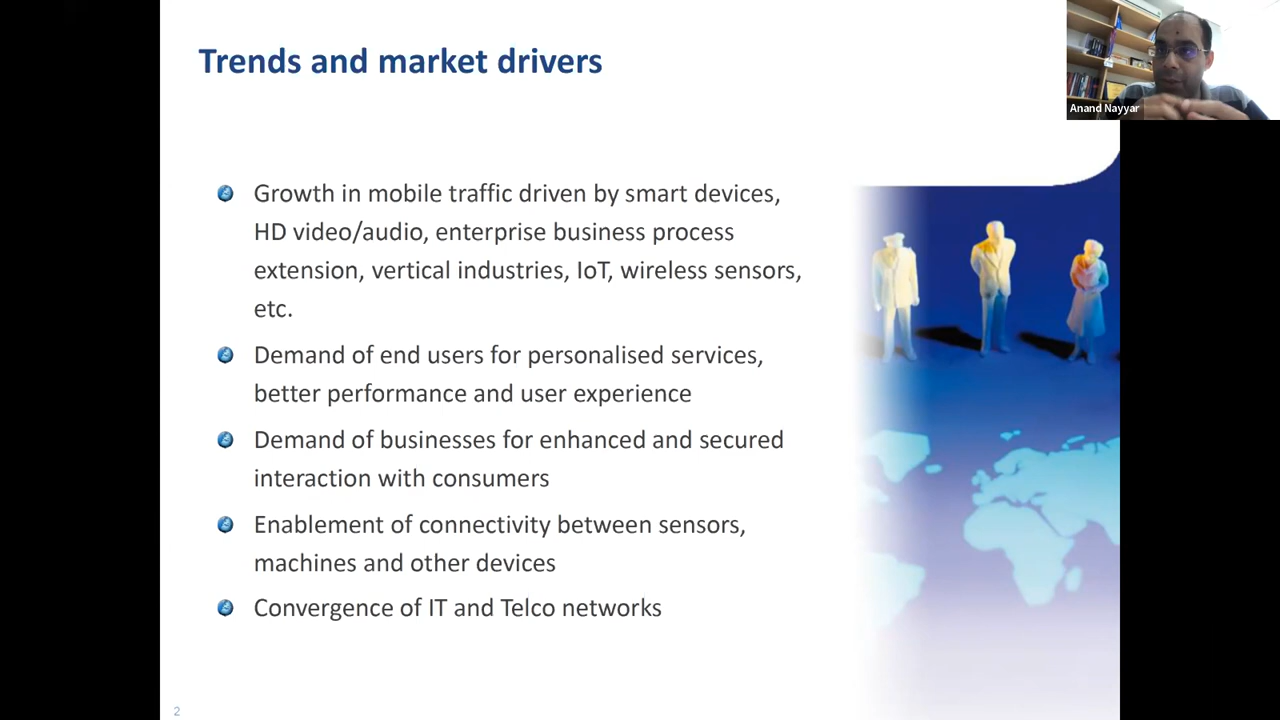 Trends and market drivers
Anand Nayyar
Growth in mobile traffic driven by smart devices,
HD video/audio, enterprise business process
extension, vertical industries, IoT, wireless sensors,
etc.
Demand of end users for personalised services,
better performance and user experience
Demand of businesses for enhanced and secured
interaction with consumers
Enablement of connectivity between sensors,
machines and other devices
Convergence of IT and Telco networks
2